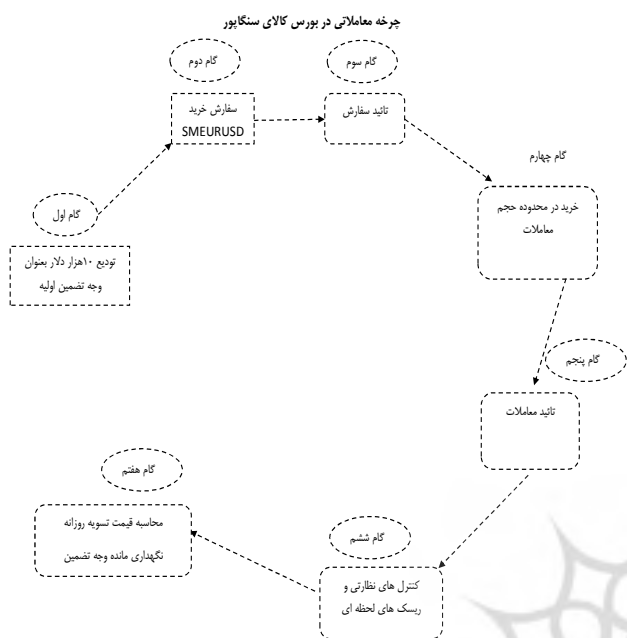 چرخه معاملاتی در بورس کالای سنگاپور
گام اول
تودیع ۱۰هزار دلار بعنوان
وجه تضمین اولیه
گام دوم
سفارش خرید
SMEURUSD
گام سوم
تائید سفارش
گام چهارم
خرید در محدوده حجم
معاملات
گام پنجم
تائید معاملات
گام ششم
کنترل های نظارتی و
ریسک های لحظه ای
گام هفتم
محاسبه قیمت تسویه روزانه
نگهداری مانده وجه تضمین